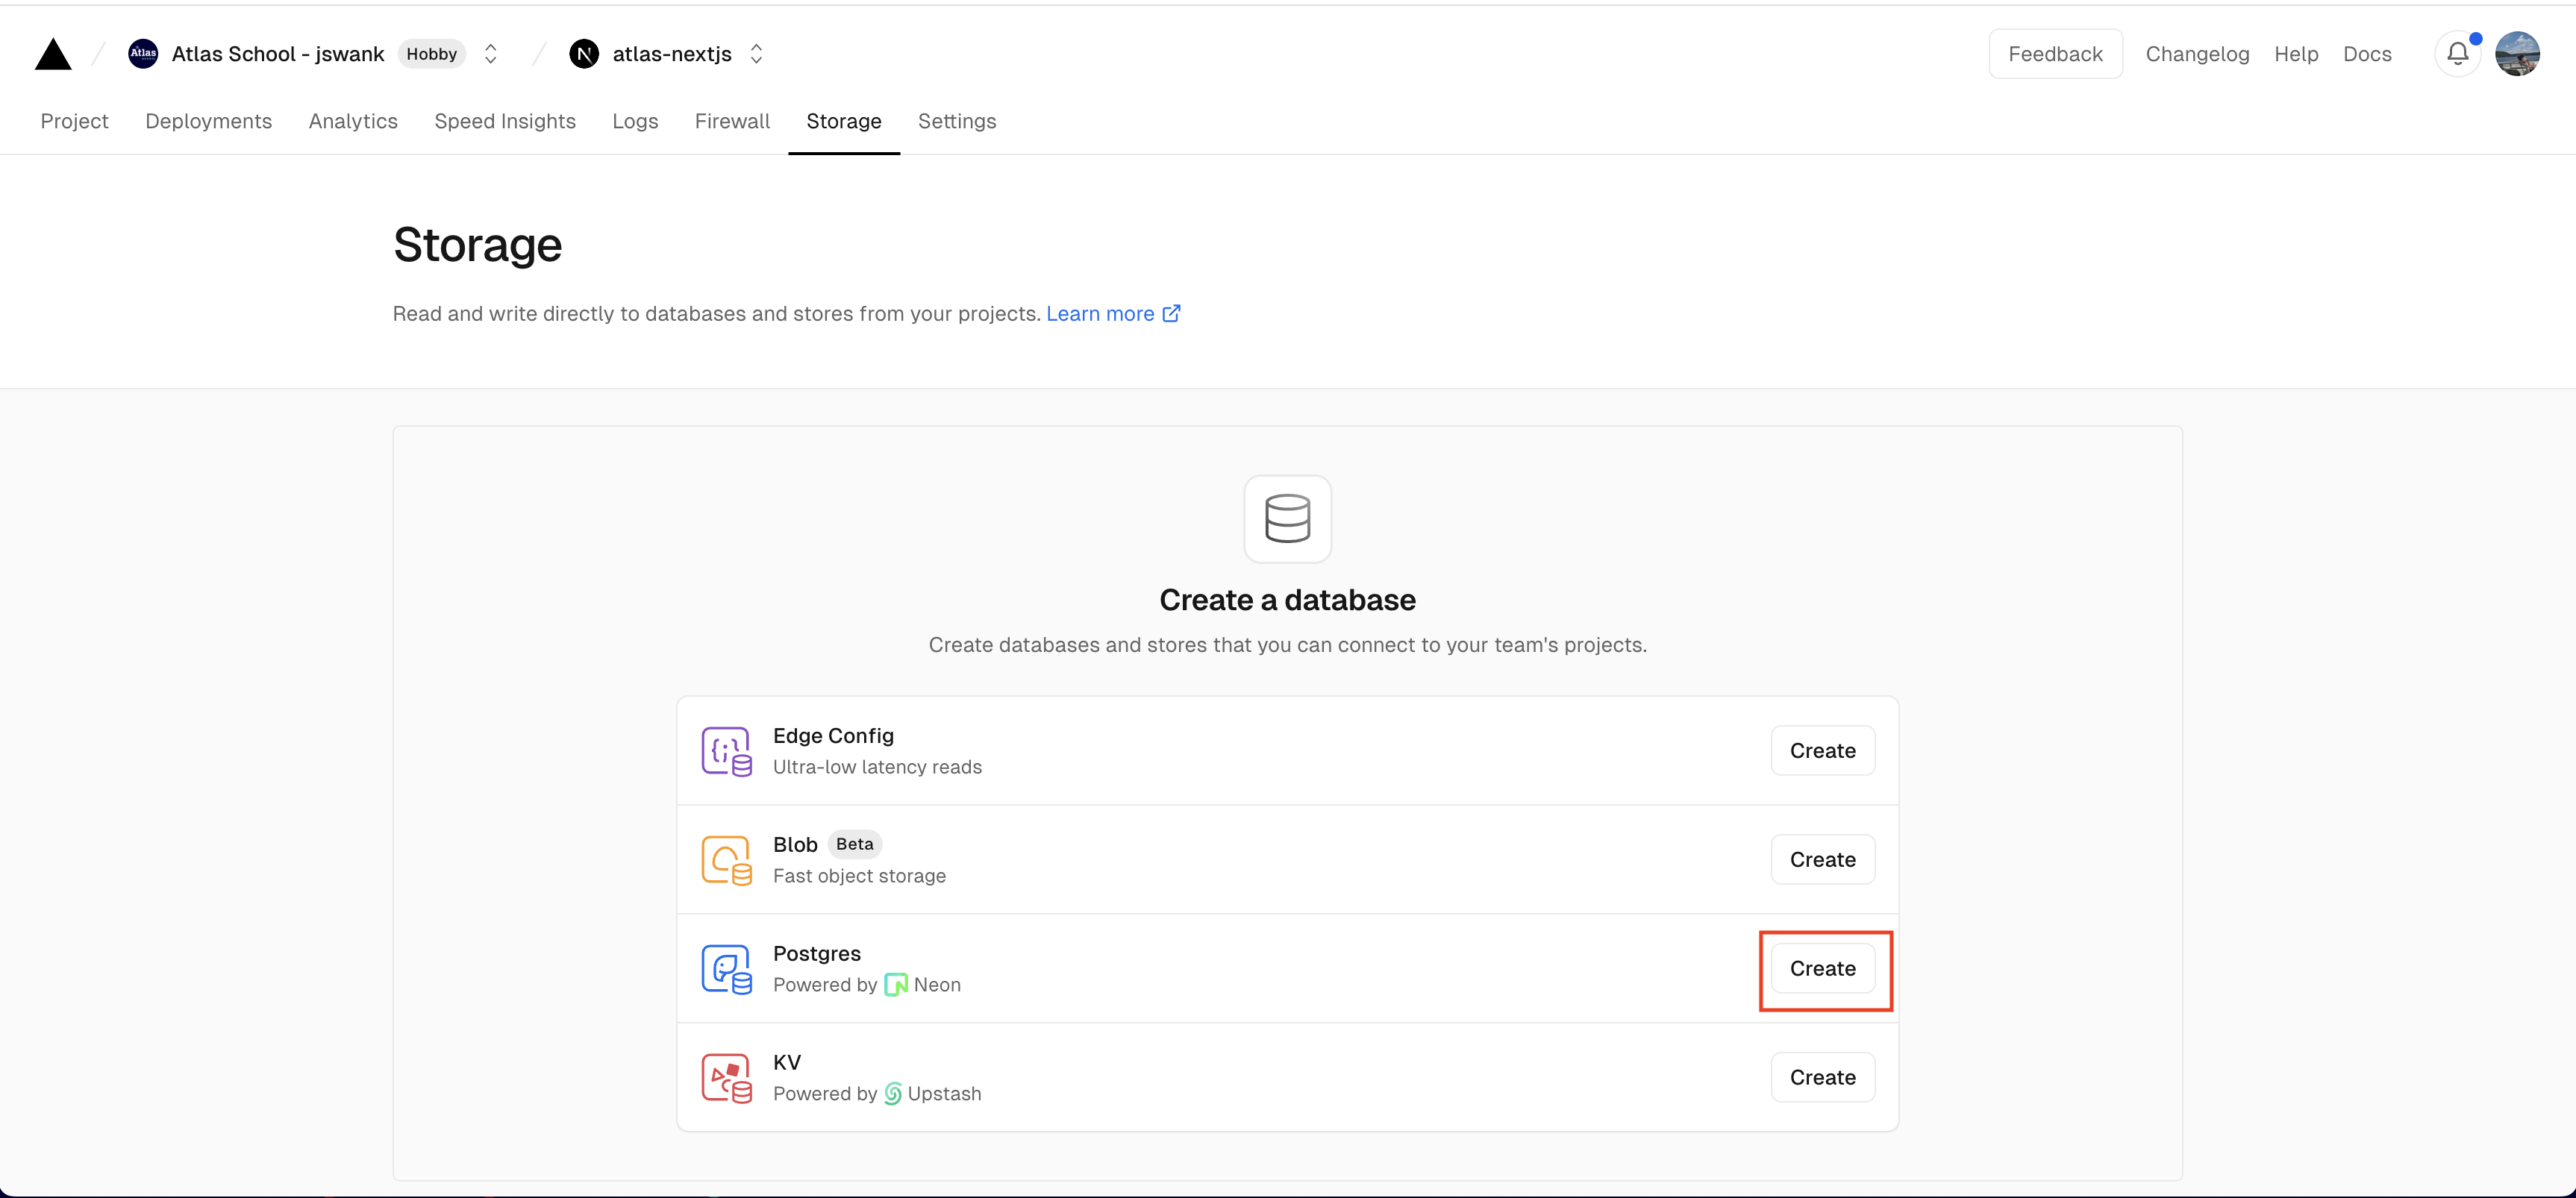 Atlas Atlas School - jswank Hobby N atlas-nextjs Feedback Changelog Help Docs
Project Deployments Analytics Speed Insights Logs Firewall Storage Settings
Storage
Read and write directly to databases and stores from your projects. Learn more
Create a database
Create databases and stores that you can connect to your team's projects.
Edge Config
Ultra-low latency reads
Create
Blob Beta
Fast object storage
Create
Postgres
Powered by Neon
Create
KV
Powered by Upstash
Create